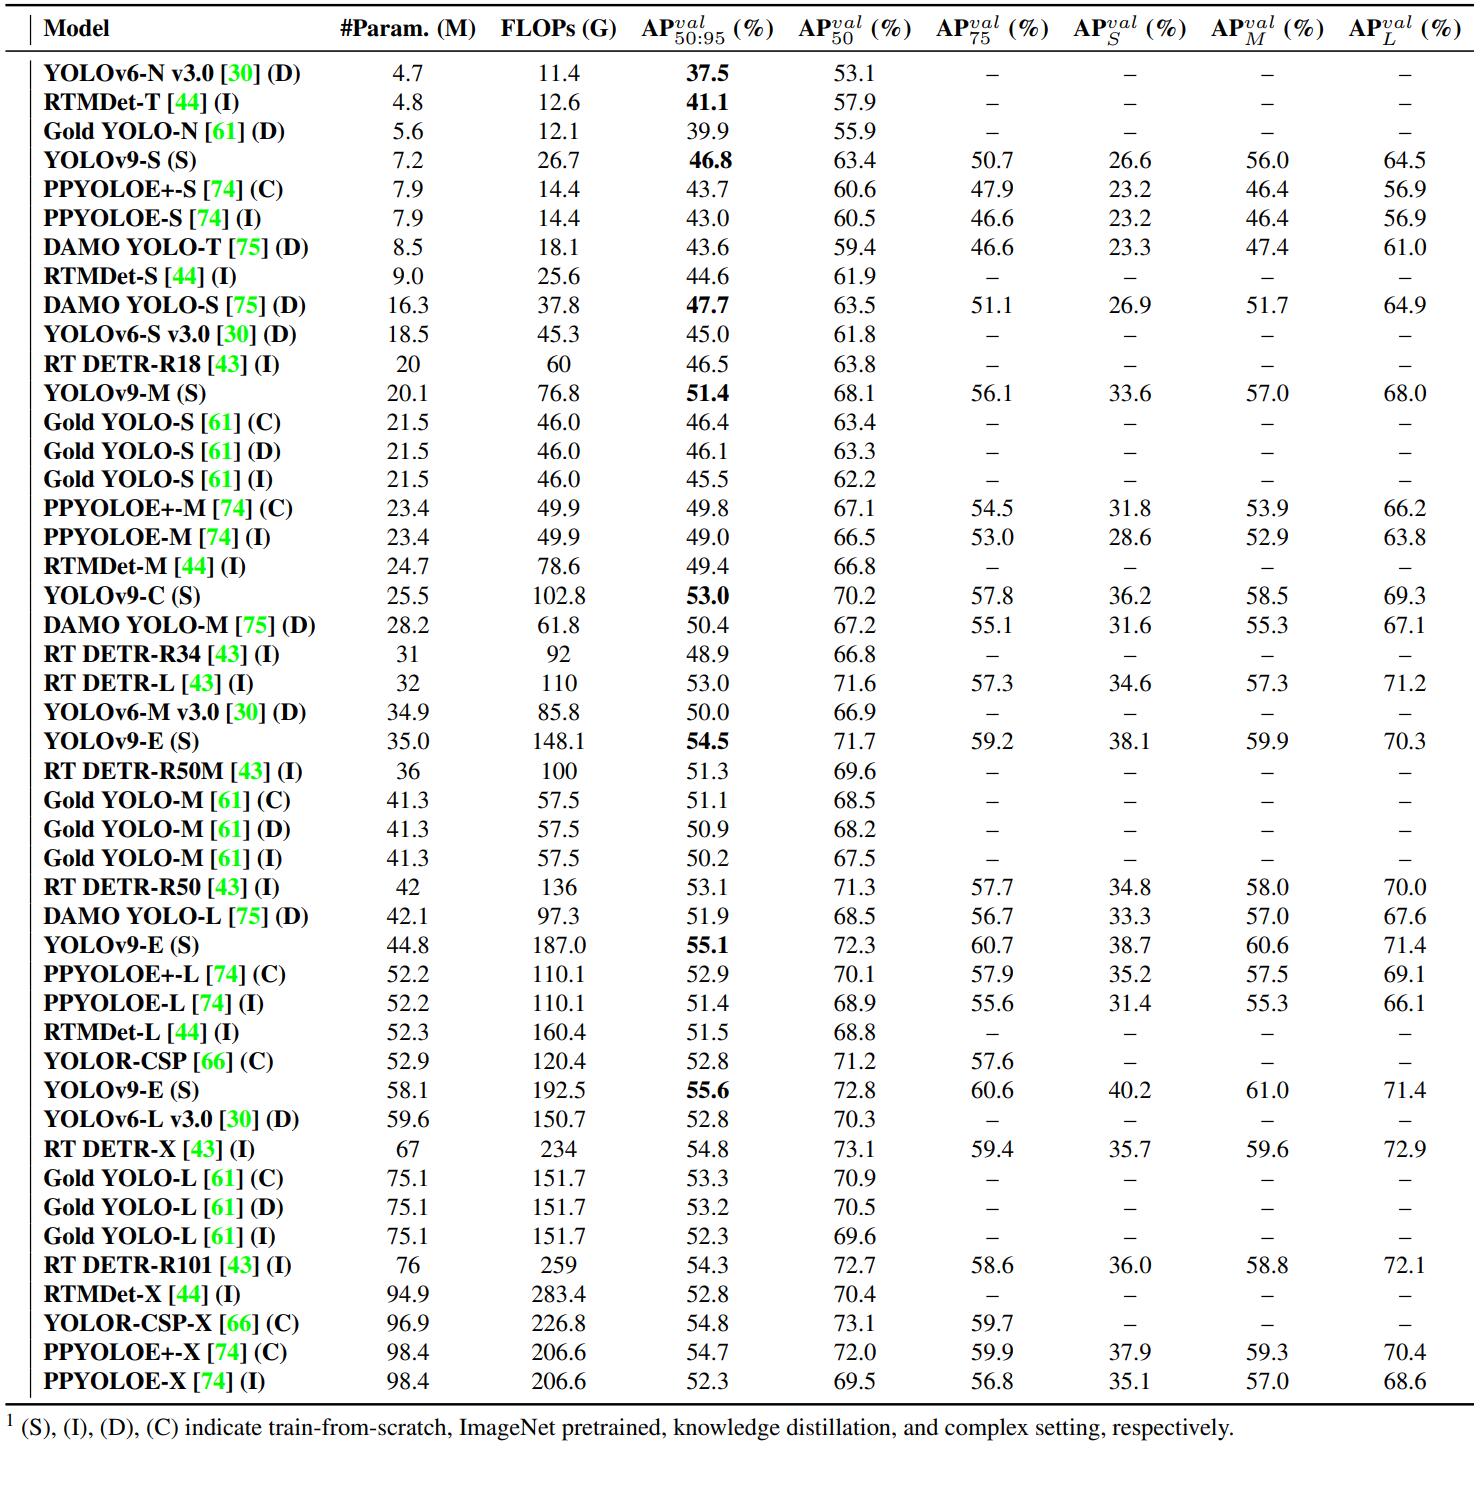 Model #Param. (M) FLOPs (G) AP^{val}_{50:95} (%) AP^{val}_{50} (%) AP^{val}_{75} (%) AP^{val}_{S} (%) AP^{val}_{M} (%) AP^{val}_{L} (%)
YOLOv6-N v3.0 [30] (D) 4.7 11.4 37.5 53.1 – – – –
RTMDet-T [44] (I) 4.8 12.6 41.1 57.9 – – – –
Gold YOLO-N [61] (D) 5.6 12.1 39.9 55.9 – – – –
YOLOv9-S (S) 7.2 26.7 46.8 63.4 50.7 26.6 56.0 64.5
PPYOLOE+-S [74] (C) 7.9 14.4 43.7 60.6 47.9 23.2 46.4 56.9
PPYOLOE-S [74] (I) 7.9 14.4 43.0 60.5 46.6 23.2 46.4 56.9
DAMO YOLO-T [75] (D) 8.5 18.1 43.6 59.4 46.6 23.3 47.4 61.0
RTMDet-S [44] (I) 9.0 25.6 44.6 61.9 – – – –
DAMO YOLO-S [75] (D) 16.3 37.8 47.7 63.5 51.1 26.9 51.7 64.9
YOLOv6-S v3.0 [30] (D) 18.5 45.3 45.0 61.8 – – – –
RT DETR-R18 [43] (I) 20 60 46.5 63.8 – – – –
YOLOv9-M (S) 20.1 76.8 51.4 68.1 56.1 33.6 57.0 68.0
Gold YOLO-S [61] (C) 21.5 46.0 46.4 63.4 – – – –
Gold YOLO-S [61] (D) 21.5 46.0 46.1 63.3 – – – –
Gold YOLO-S [61] (I) 21.5 46.0 45.5 62.2 – – – –
PPYOLOE+-M [74] (C) 23.4 49.9 49.8 67.1 54.5 31.8 53.9 66.2
PPYOLOE-M [74] (I) 23.4 49.9 49.0 66.5 53.0 28.6 52.9 63.8
RTMDet-M [44] (I) 24.7 78.6 49.4 66.8 – – – –
YOLOv9-C (S) 25.5 102.8 53.0 70.2 57.8 36.2 58.5 69.3
DAMO YOLO-M [75] (D) 28.2 61.8 50.4 67.2 55.1 31.6 55.3 67.1
RT DETR-R34 [43] (I) 31 92 48.9 66.8 – – – –
RT DETR-L [43] (I) 32 110 53.0 71.6 57.3 34.6 57.3 71.2
YOLOv6-M v3.0 [30] (D) 34.9 85.8 50.0 66.9 – – – –
YOLOv9-E (S) 35.0 148.1 54.5 71.7 59.2 38.1 59.9 70.3
RT DETR-R50M [43] (I) 36 100 51.3 69.6 – – – –
Gold YOLO-M [61] (C) 41.3 57.5 51.1 68.5 – – – –
Gold YOLO-M [61] (D) 41.3 57.5 50.9 68.2 – – – –
Gold YOLO-M [61] (I) 41.3 57.5 50.2 67.5 – – – –
RT DETR-R50 [43] (I) 42 136 53.1 71.3 57.7 34.8 58.0 70.0
DAMO YOLO-L [75] (D) 42.1 97.3 51.9 68.5 56.7 33.3 57.0 67.6
YOLOv9-E (S) 44.8 187.0 55.1 72.3 60.7 38.7 60.6 71.4
PPYOLOE+-L [74] (C) 52.2 110.1 52.9 70.1 57.9 35.2 57.5 69.1
PPYOLOE-L [74] (I) 52.2 110.1 51.4 68.9 55.6 31.4 55.3 66.1
RTMDet-L [44] (I) 52.3 160.4 51.5 68.8 – – – –
YOLOR-CSP [66] (C) 52.9 120.4 52.8 71.2 57.6 – – –
YOLOv9-E (S) 58.1 192.5 55.6 72.8 60.6 40.2 61.0 71.4
YOLOv6-L v3.0 [30] (D) 59.6 150.7 52.8 70.3 – – – –
RT DETR-X [43] (I) 67 234 54.8 73.1 59.4 35.7 59.6 72.9
Gold YOLO-L [61] (C) 75.1 151.7 53.3 70.9 – – – –
Gold YOLO-L [61] (D) 75.1 151.7 53.2 70.5 – – – –
Gold YOLO-L [61] (I) 75.1 151.7 52.3 69.6 – – – –
RT DETR-R101 [43] (I) 76 259 54.3 72.7 58.6 36.0 58.8 72.1
RTMDet-X [44] (I) 94.9 283.4 52.8 70.4 – – – –
YOLOR-CSP-X [66] (C) 96.9 226.8 54.8 73.1 59.7 – – –
PPYOLOE+-X [74] (C) 98.4 206.6 54.7 72.0 59.9 37.9 59.3 70.4
PPYOLOE-X [74] (I) 98.4 206.6 52.3 69.5 56.8 35.1 57.0 68.6
1 (S), (I), (D), (C) indicate train-from-scratch, ImageNet pretrained, knowledge distillation, and complex setting, respectively.